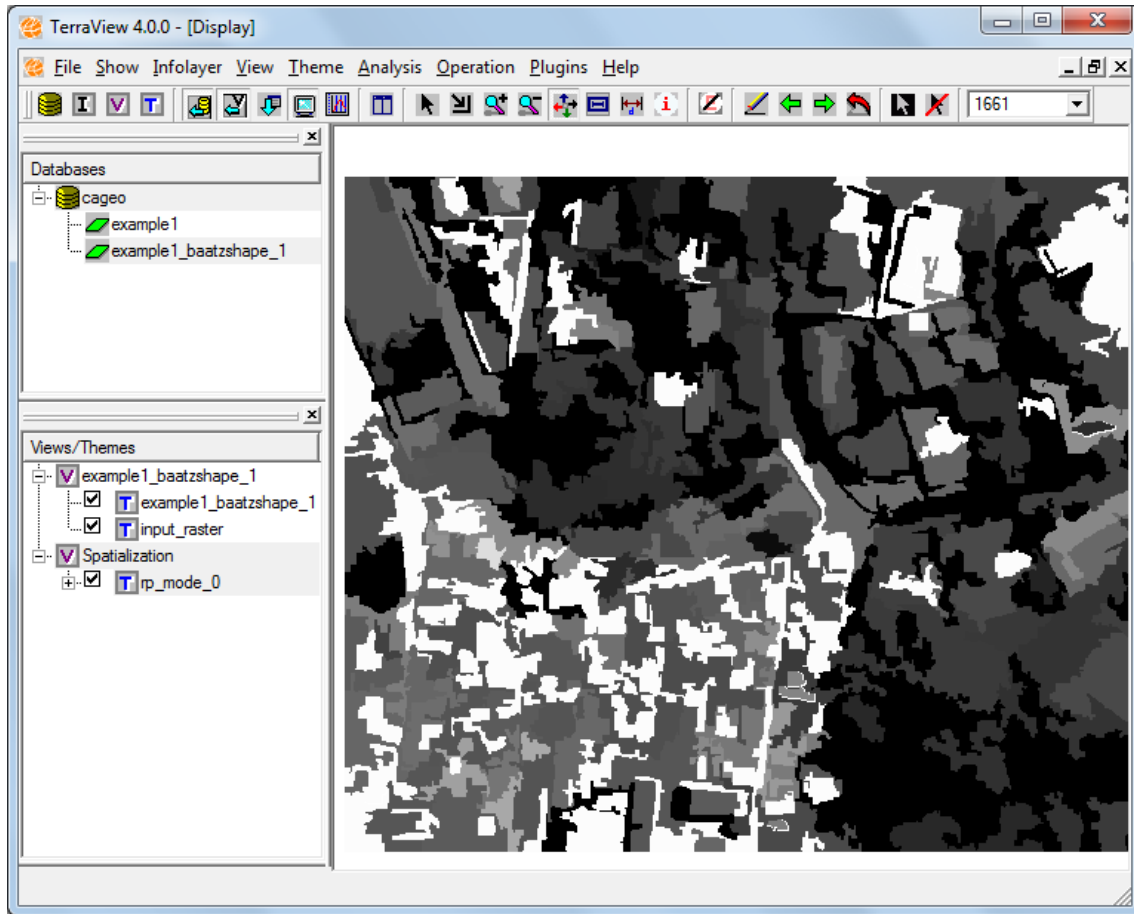 TerraView 4.0.0 - [Display]
File Show Infolayer View Theme Analysis Operation Plugins Help
I V T i 1661
Databases
cageo
example1
example1_baatzshape_1
Views/Themes
V example1_baatzshape_1
T example1_baatzshape_1
T input_raster
V Spatialization
T rp_mode_0